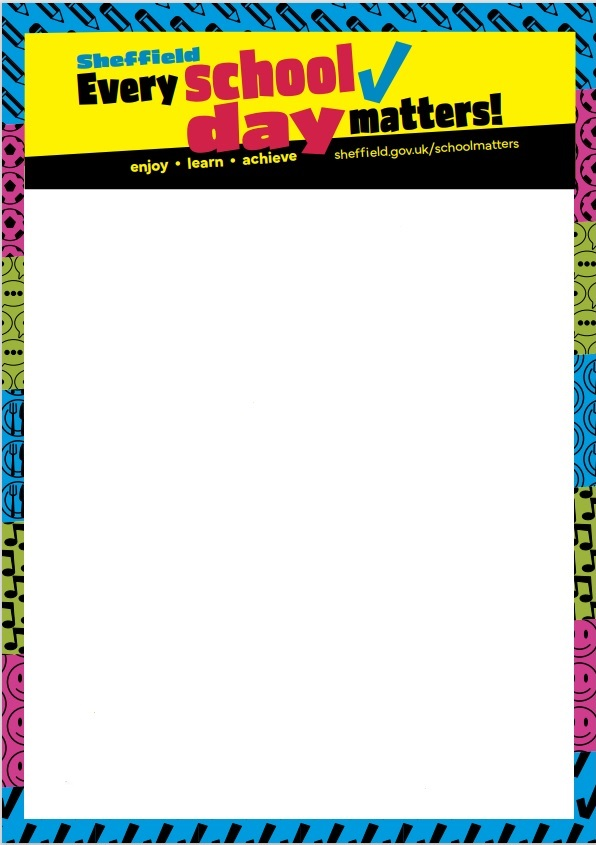 Sheffield
Every school
day matters!
enjoy • learn • achieve
sheffield.gov.uk/schoolmatters